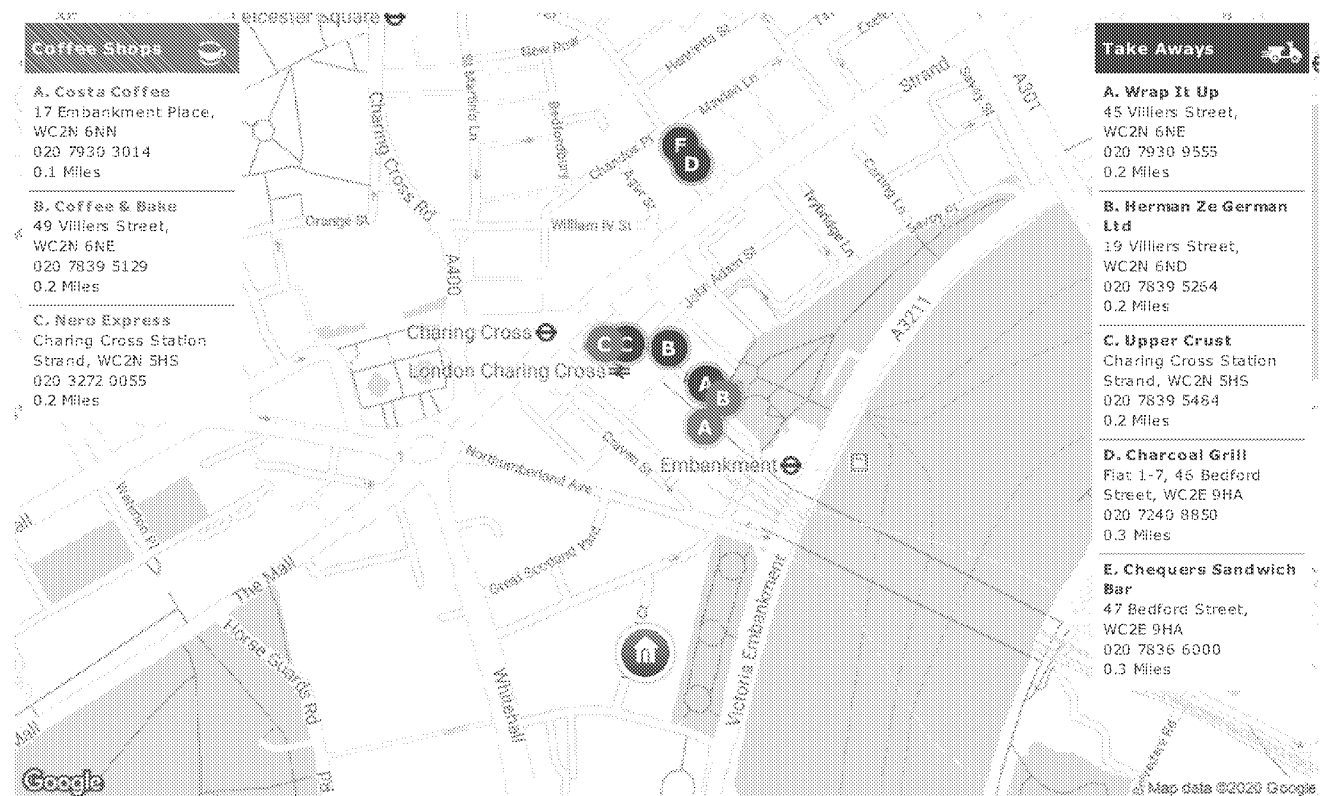 Leicester Square
Coffee Shops
A. Costa Coffee
17 Embankment Place,
WC2N 6NN
020 7930 3014
0.1 Miles
B. Coffee & Bake
49 Villiers Street,
WC2N 6NE
020 7839 5129
0.2 Miles
C. Nero Express
Charing Cross Station
Strand, WC2N 5HS
020 3272 0055
0.2 Miles
New Row
Henrietta St
St Martin's Ln
Maiden Ln
Strand
Savoy St
A301
Charing Cross Rd
Bedfordbury
Chandos Pl
F
D
Agar St
Carting Ln
Savoy St
Ivybridge Ln
Orange St
William IV St
A400
John Adam St
A3211
Charing Cross
C
C
B
London Charing Cross
A
B
A
Craven St
Embankment
Northumberland Ave
Waterloo Pl
Great Scotland Yard
The Mall
Horse Guards Rd
Whitehall
Victoria Embankment
Mall
Google
Take Aways
A. Wrap It Up
45 Villiers Street,
WC2N 6NE
020 7930 9555
0.2 Miles
B. Herman Ze German
Ltd
19 Villiers Street,
WC2N 6ND
020 7839 5264
0.2 Miles
C. Upper Crust
Charing Cross Station
Strand, WC2N 5HS
020 7839 5484
0.2 Miles
D. Charcoal Grill
Flat 1-7, 46 Bedford
Street, WC2E 9HA
020 7240 8850
0.3 Miles
E. Chequers Sandwich
Bar
47 Bedford Street,
WC2E 9HA
020 7836 6000
0.3 Miles
Map data ©2020 Google